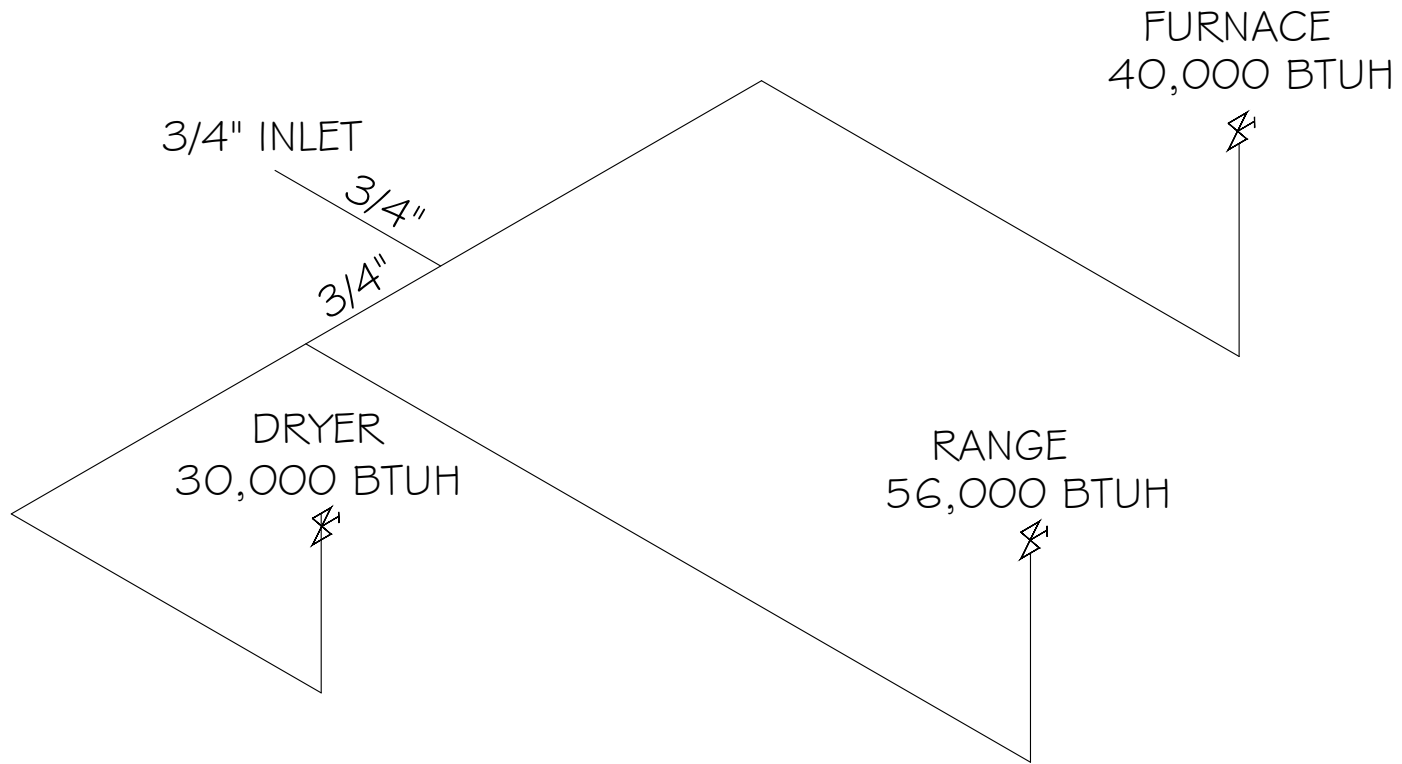 FURNACE
40,000 BTUH
3/4" INLET
3/4"
3/4"
DRYER
30,000 BTUH
RANGE
56,000 BTUH